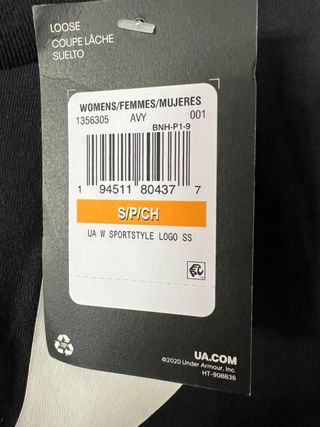 LOOSE
COUPE LÂCHE
SUELTO
WOMENS/FEMMES/MUJERES
1356305 AVY 001
BNH-P1-9
1 94511 80437 7
S/P/CH
UA W SPORTSTYLE LOGO SS
UA.COM
©2020 Under Armour, Inc.
HT-908836